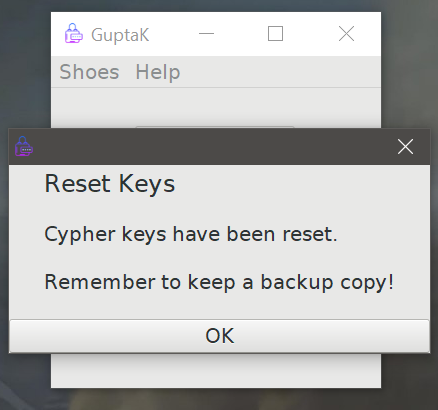 GuptaK
Shoes Help
Reset Keys
Cypher keys have been reset.
Remember to keep a backup copy!
OK